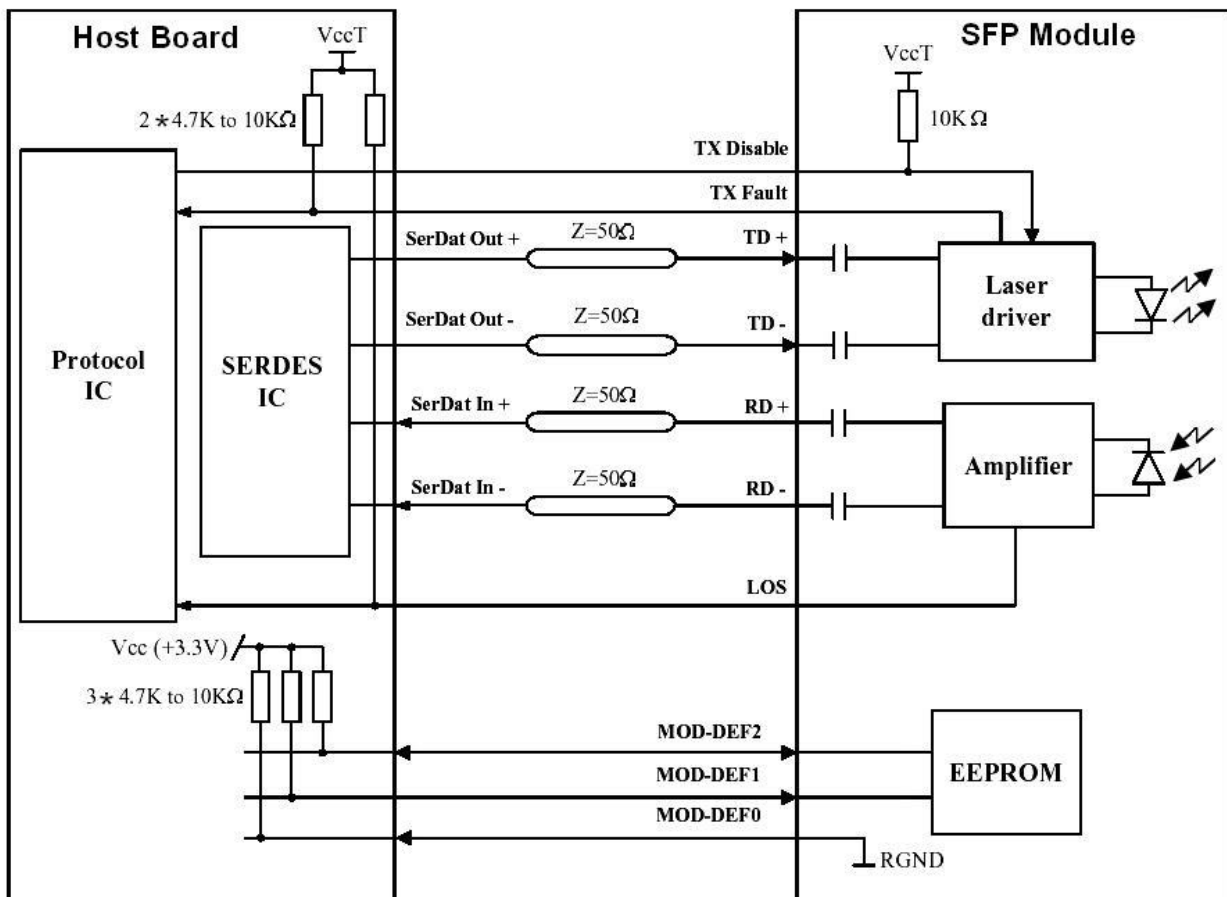 Host Board
SFP Module
VccT
VccT
2 * 4.7K to 10KΩ
10K Ω
TX Disable
TX Fault
SerDat Out +
Z=50Ω
TD +
Laser
driver
SerDat Out -
Z=50Ω
TD -
Protocol
IC
SERDES
IC
SerDat In +
Z=50Ω
RD +
Amplifier
SerDat In -
Z=50Ω
RD -
LOS
Vcc (+3.3V)
3 * 4.7K to 10KΩ
MOD-DEF2
EEPROM
MOD-DEF1
MOD-DEF0
RGND